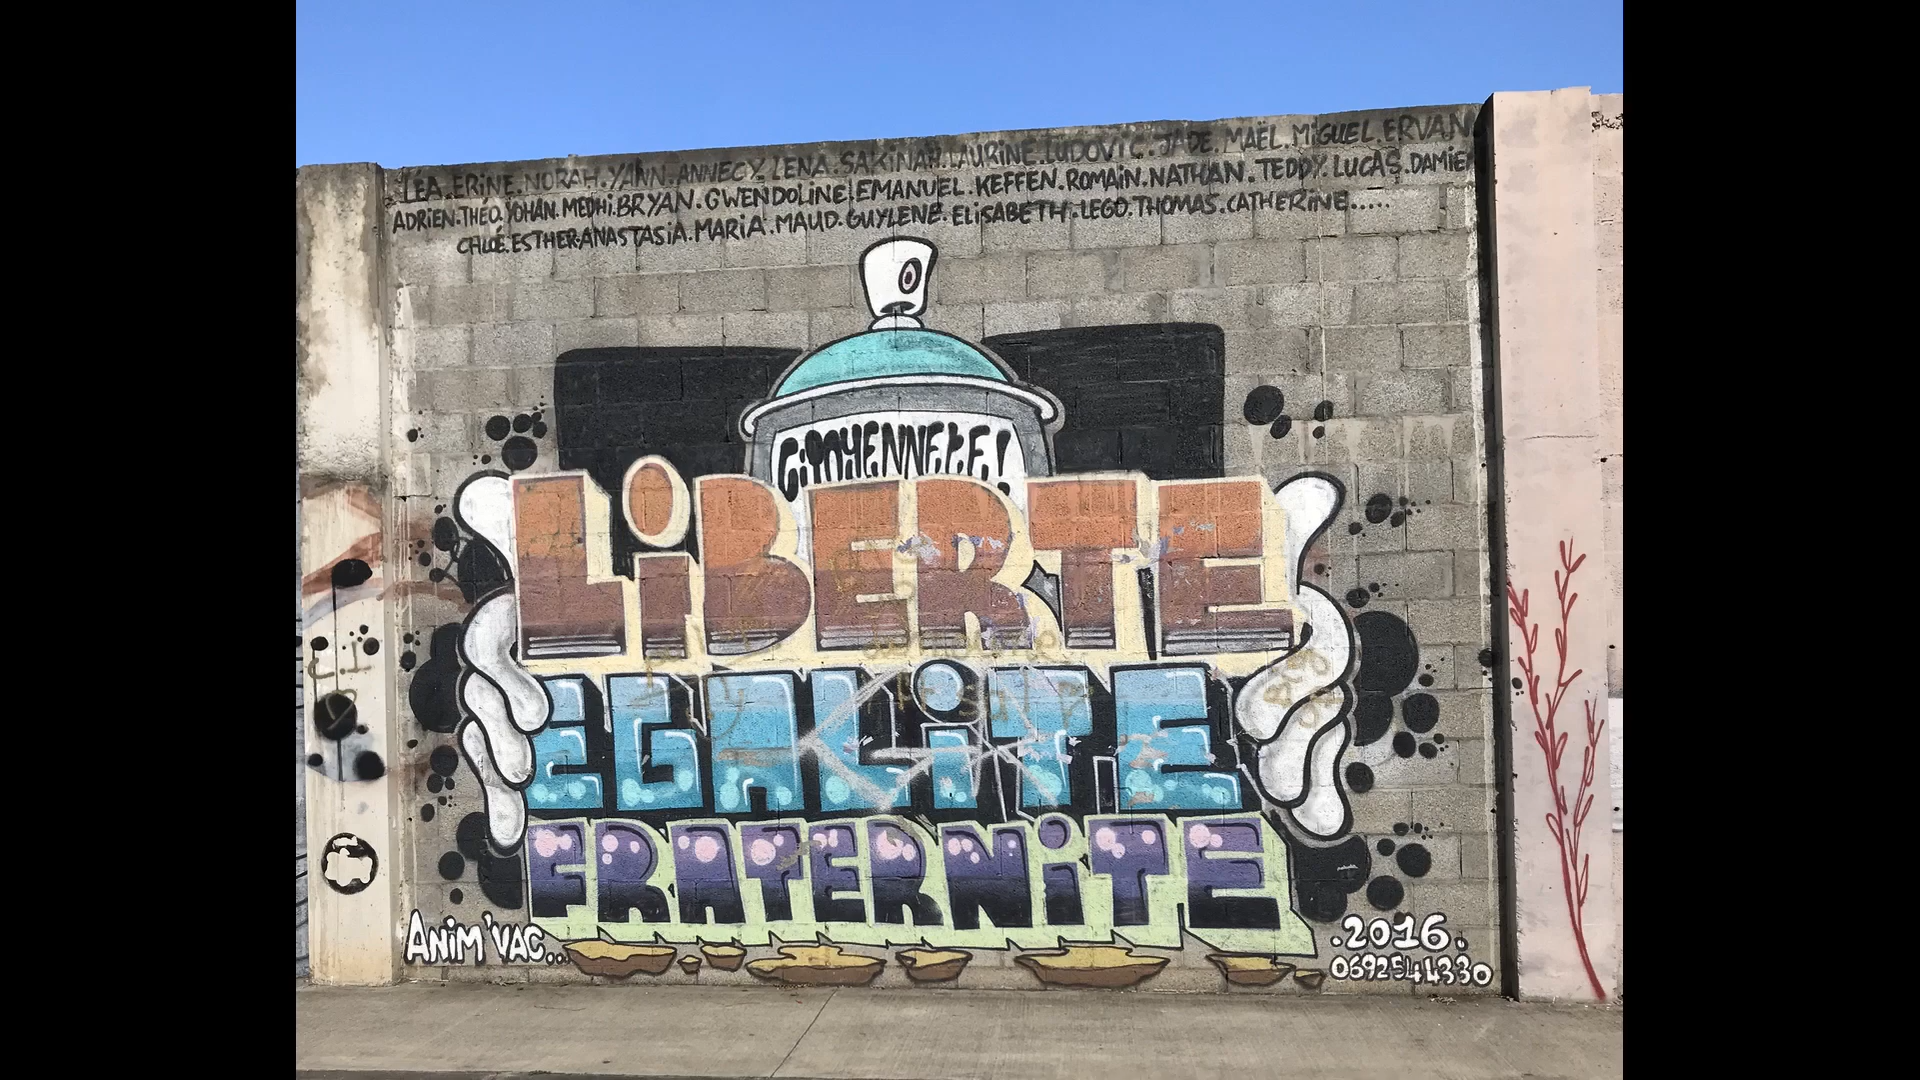 LÉA.ERINE.NORAH.YANN.ANNECY.LENA.SAKINAH.LAURINE.LUDOVIC.JADE.MAËL.MIGUEL.ERVAN
ADRIEN.THÉO.YOHAN.MEDHI.BRYAN.GWENDOLINE.EMANUEL.KEFFEN.ROMAIN.NATHAN.TEDDY.LUCAS.DAMIEN
CHLOÉ.ESTHER.ANASTASIA.MARIA.MAUD.GUYLENE.ELISABETH.LEGO.THOMAS.CATHERINE.....
CITOYENNETE!
LIBERTE
EGALITE
FRATERNITE
ANIM'VAC...
.2016.
0692544330